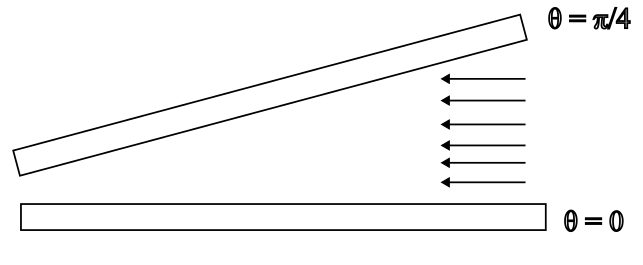 θ = π/4
θ = 0